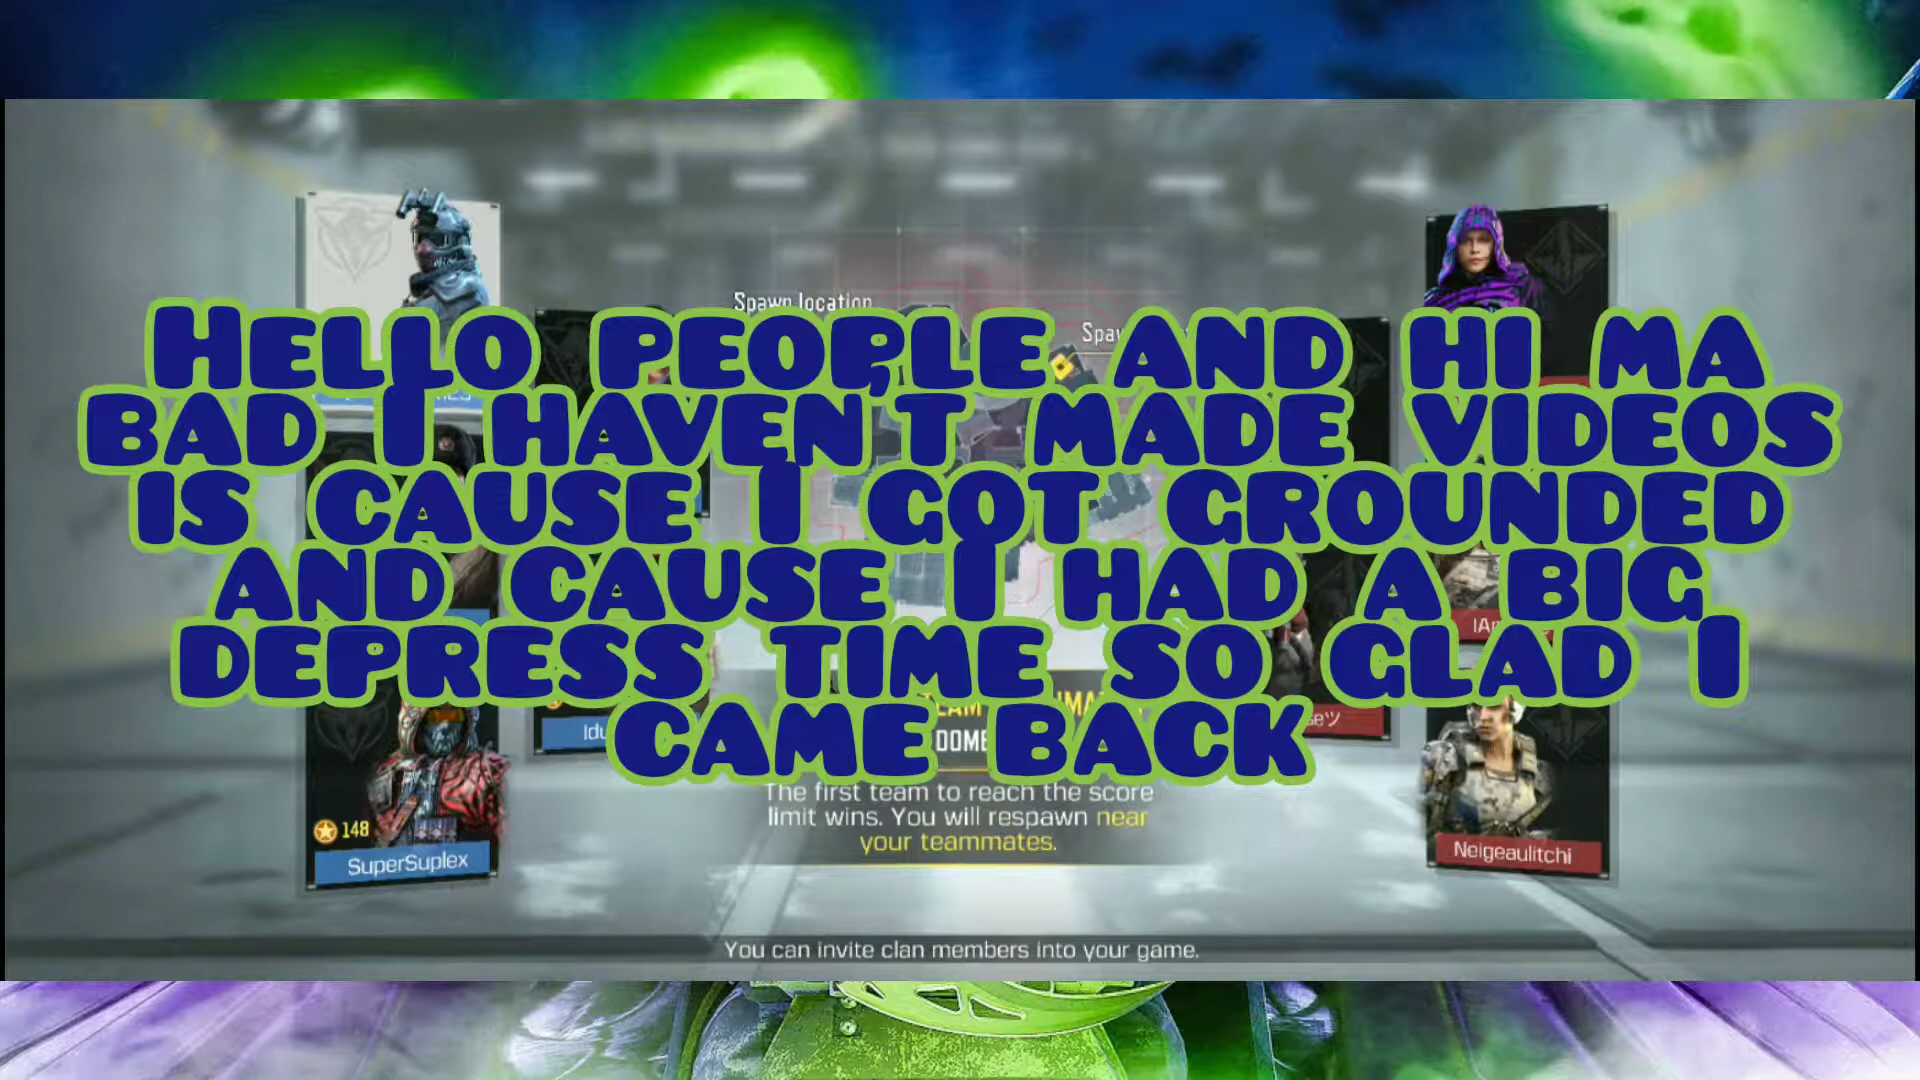 Spawn location
Hello people and hi ma
bad I haven't made videos
is cause I got grounded
and cause I had a big
depress time so glad I
came back
The first team to reach the score
limit wins. You will respawn near
your teammates.
148
SuperSuplex
Neigeaulitchi
You can invite clan members into your game.